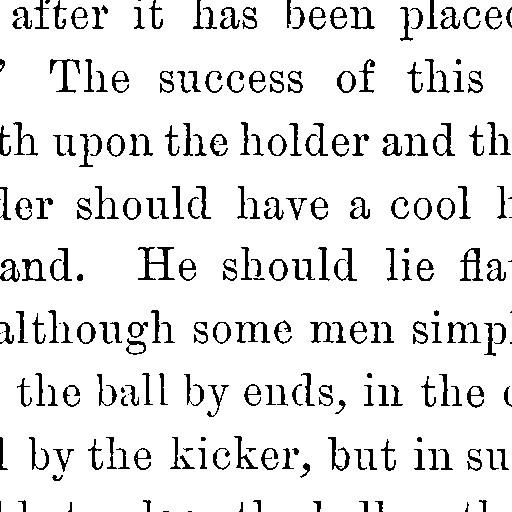 after it has been placed
" The success of this
th upon the holder and th
der should have a cool h
and. He should lie flat
although some men simpl
the ball by ends, in the
l by the kicker, but in su